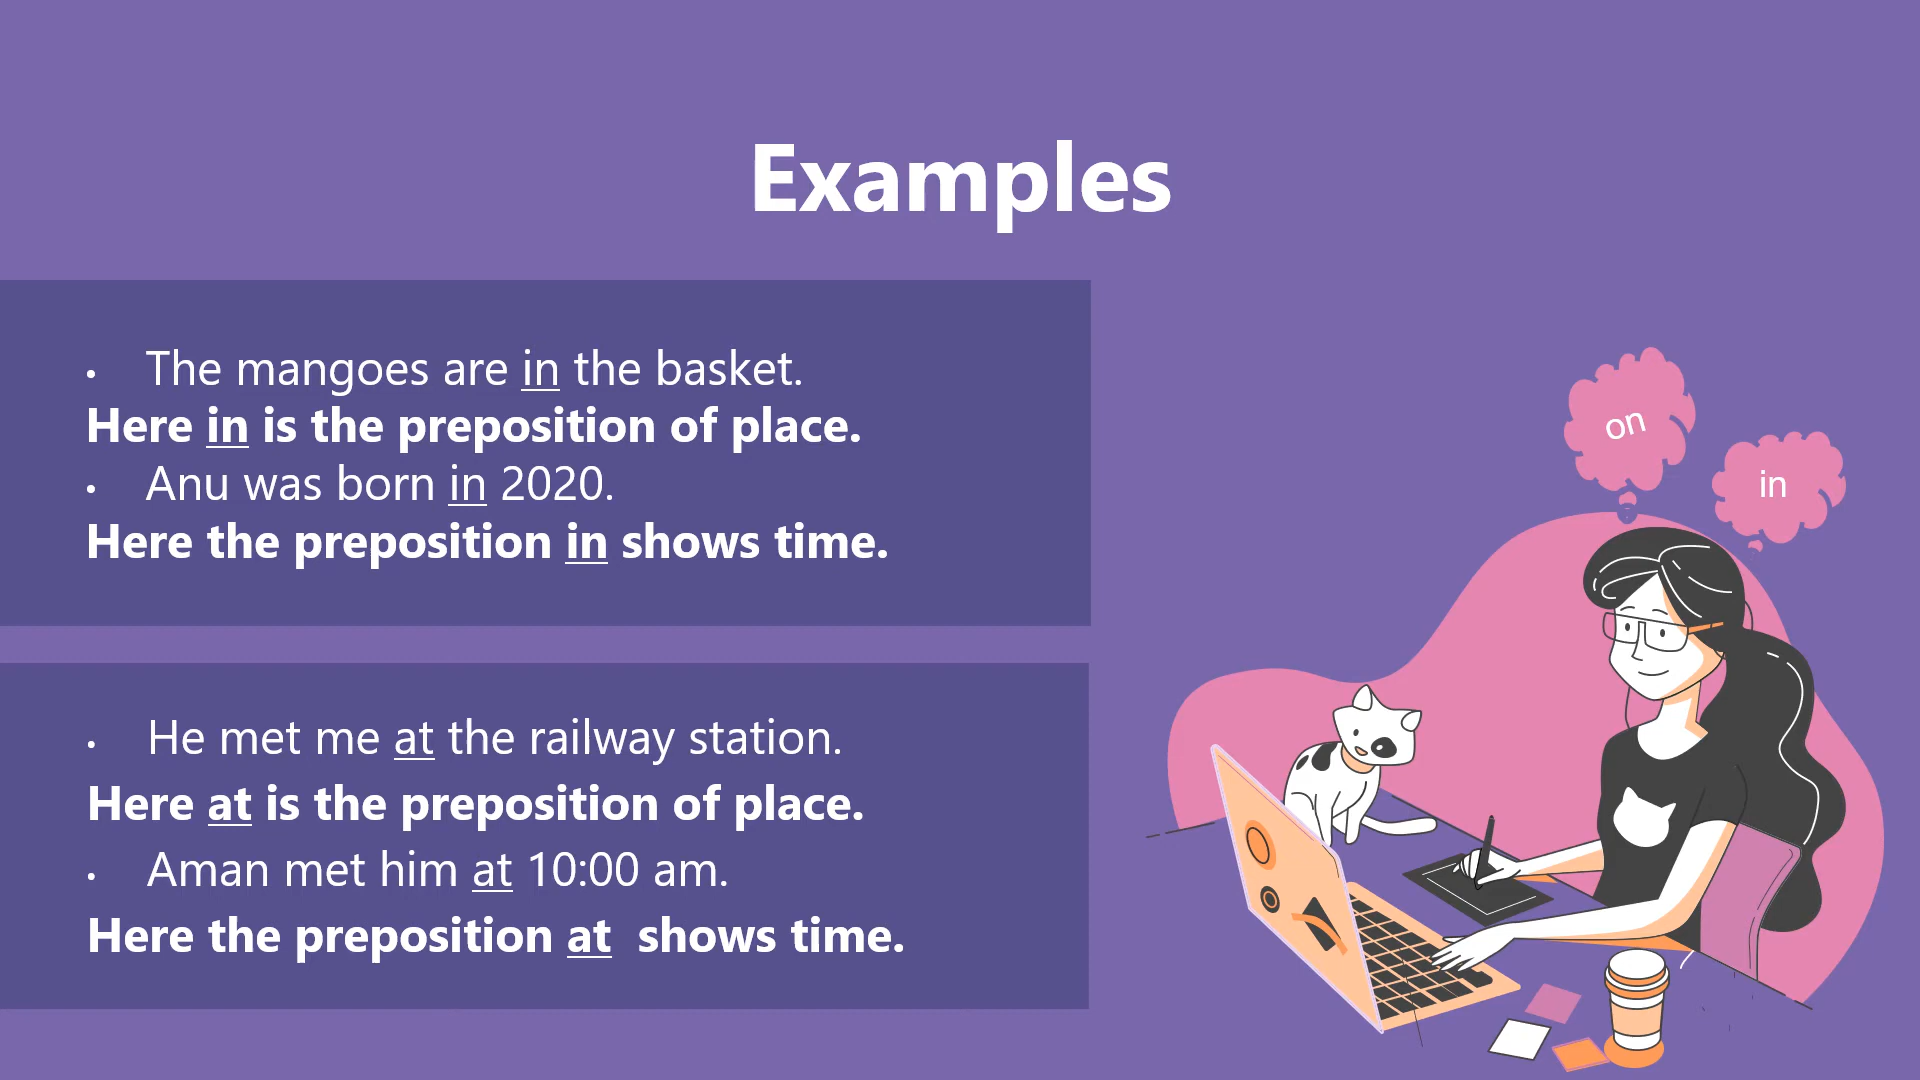 Examples
• The mangoes are in the basket.
Here in is the preposition of place.
• Anu was born in 2020.
Here the preposition in shows time.
• He met me at the railway station.
Here at is the preposition of place.
• Aman met him at 10:00 am.
Here the preposition at  shows time.
on
in